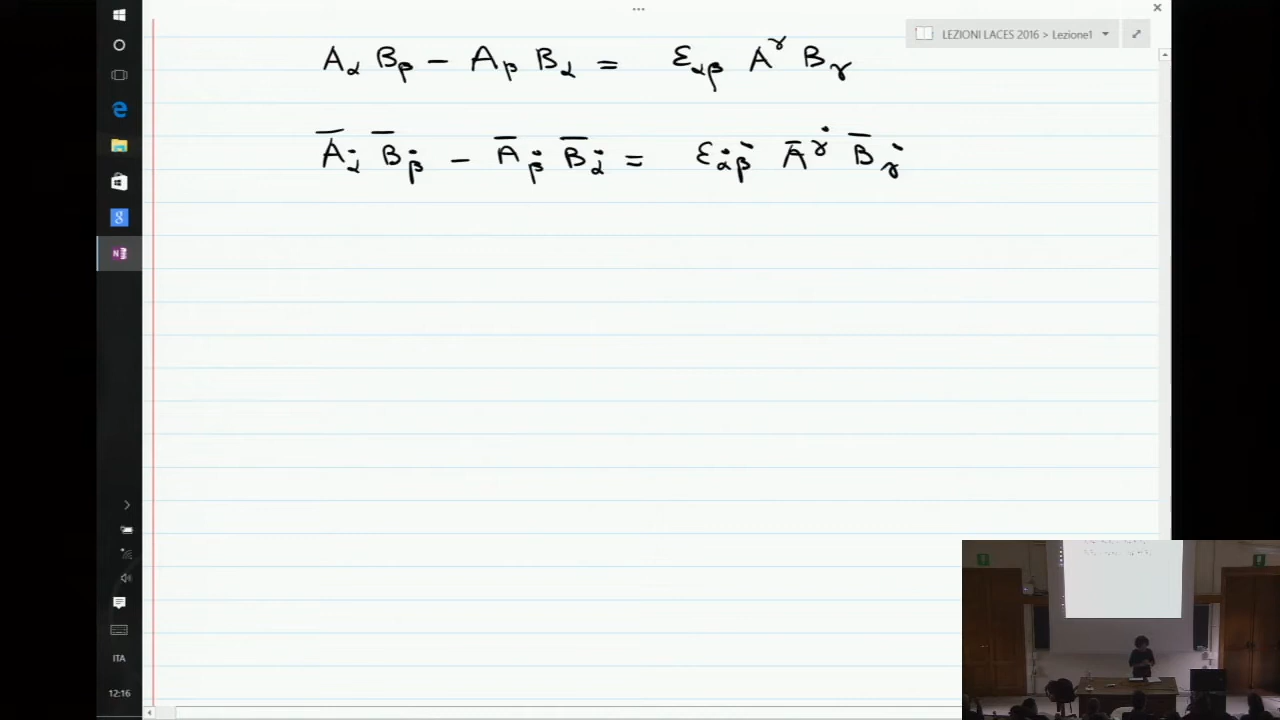 LEZIONI LACES 2016 > Lezione1
A_α B_β − A_β B_α = ε_αβ A^γ B_γ
Ā_α̇ B̄_β̇ − Ā_β̇ B̄_α̇ = ε_α̇β̇ Ā^γ̇ B̄_γ̇
ITA
12:16